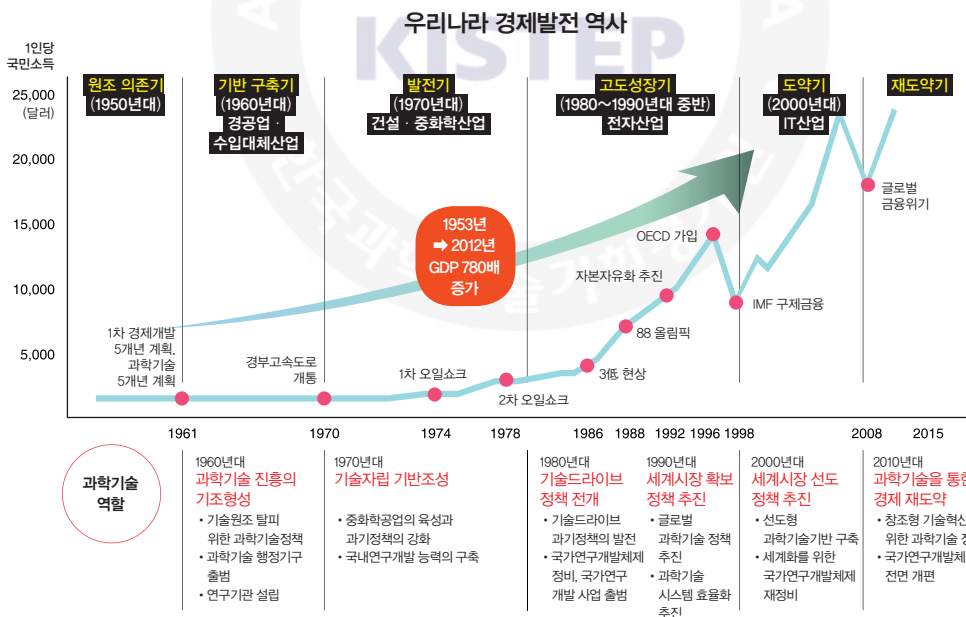 우리나라 경제발전 역사
KISTEP
1인당
국민소득
25,000
(달러)
20,000
15,000
10,000
5,000
원조 의존기
(1950년대)
기반 구축기
(1960년대)
경공업 ·
수입대체산업
발전기
(1970년대)
건설 · 중화학산업
고도성장기
(1980~1990년대 중반)
전자산업
도약기
(2000년대)
IT산업
재도약기
1953년
➡ 2012년
GDP 780배
증가
1차 경제개발
5개년 계획,
과학기술
5개년 계획
경부고속도로
개통
1차 오일쇼크
2차 오일쇼크
3低 현상
88 올림픽
자본자유화 추진
OECD 가입
IMF 구제금융
글로벌
금융위기
1961
1970
1974
1978
1986
1988
1992
1996
1998
2008
2015
과학기술
역할
1960년대
과학기술 진흥의
기조형성
• 기술원조 탈피
위한 과학기술정책
• 과학기술 행정기구
출범
• 연구기관 설립
1970년대
기술자립 기반조성
• 중화학공업의 육성과
과기정책의 강화
• 국내연구개발 능력의 구축
1980년대
기술드라이브
정책 전개
• 기술드라이브
과기정책의 발전
• 국가연구개발체제
정비, 국가연구
개발 사업 출범
1990년대
세계시장 확보
정책 추진
• 글로벌
과학기술 정책
추진
• 과학기술
시스템 효율화
추진
2000년대
세계시장 선도
정책 추진
• 선도형
과학기술기반 구축
• 세계화를 위한
국가연구개발체제
재정비
2010년대
과학기술을 통한
경제 재도약
• 창조형 기술혁신
위한 과학기술
• 국가연구개발체
전면 개편